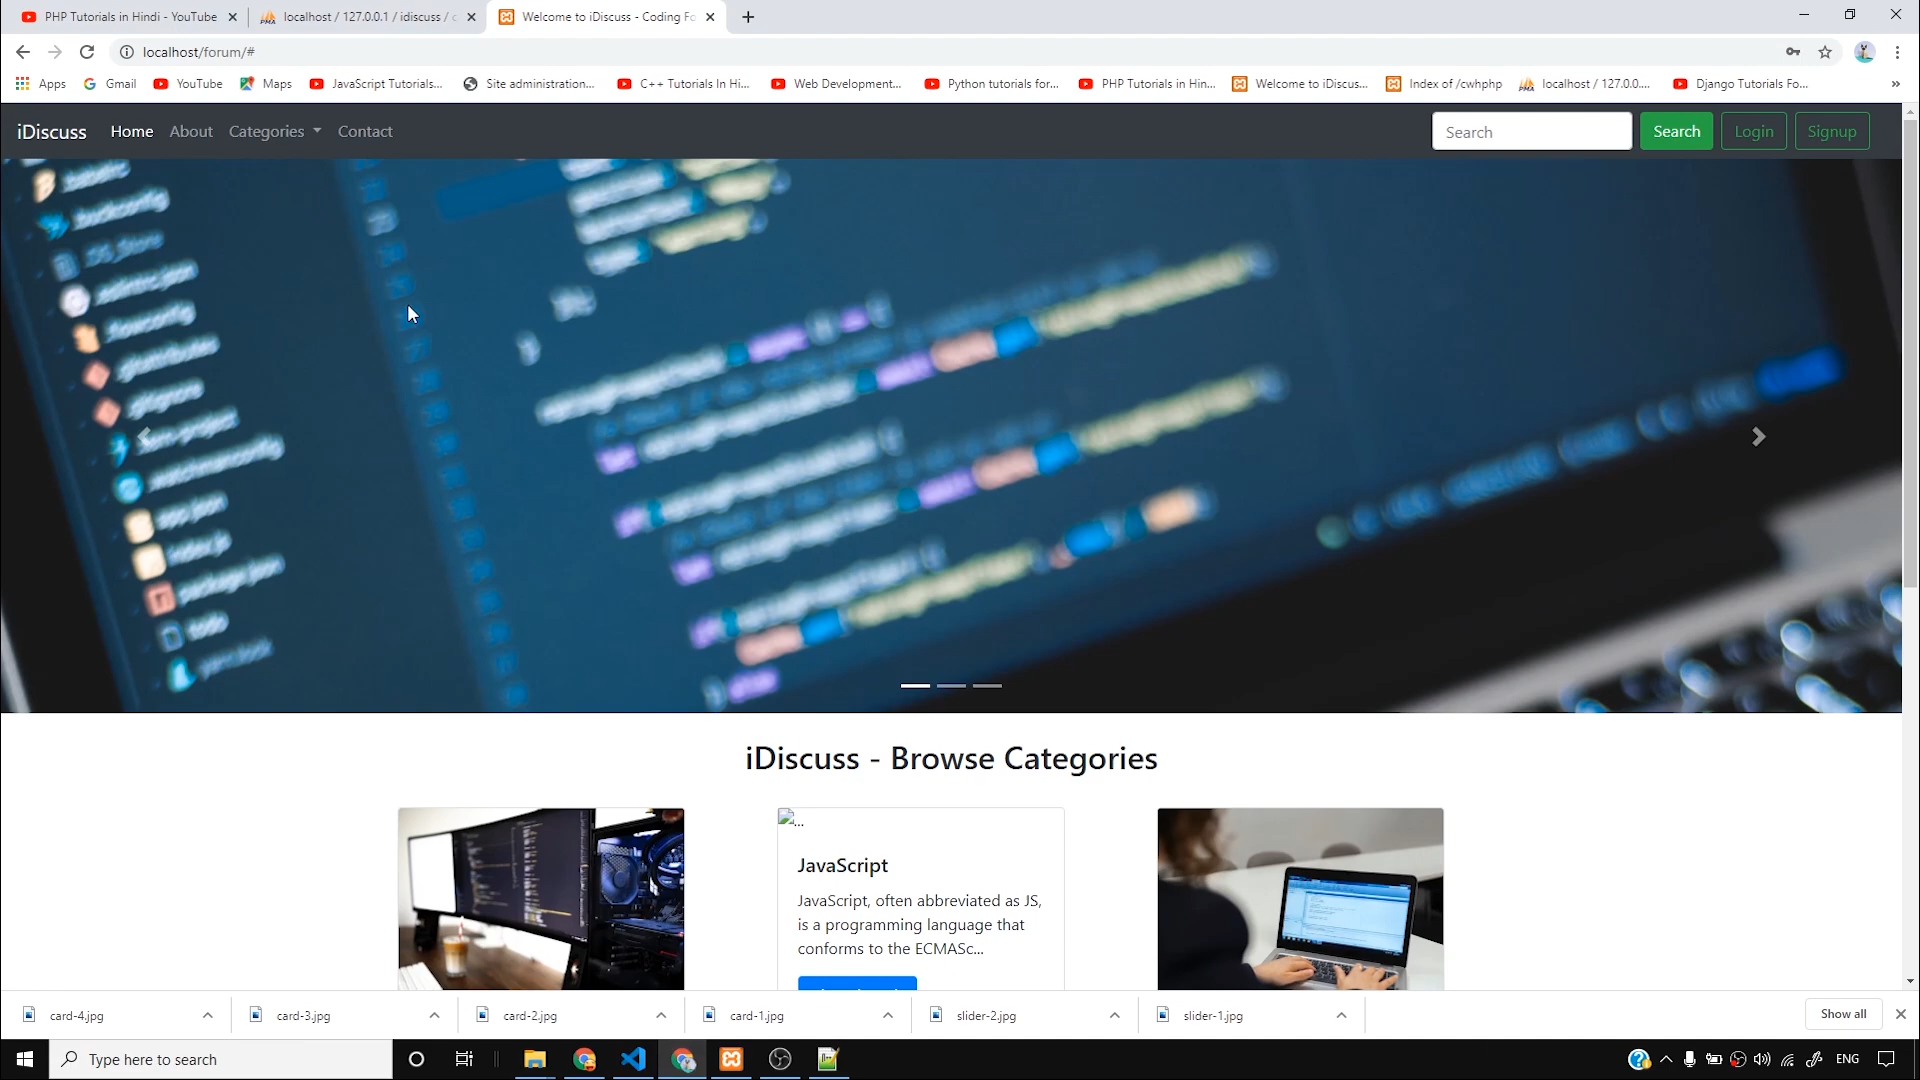 PHP Tutorials in Hindi - YouTube
localhost / 127.0.0.1 / idiscuss / c
Welcome to iDiscuss - Coding Fo
localhost/forum/#
Apps
Gmail
YouTube
Maps
JavaScript Tutorials...
Site administration...
C++ Tutorials In Hi...
Web Development...
Python tutorials for...
PHP Tutorials in Hin...
Welcome to iDiscus...
Index of /cwhphp
localhost / 127.0.0....
Django Tutorials Fo...
»
iDiscuss
Home
About
Categories
Contact
Search
Search
Login
Signup
iDiscuss - Browse Categories
...
JavaScript
JavaScript, often abbreviated as JS,
is a programming language that
conforms to the ECMASc...
card-4.jpg
card-3.jpg
card-2.jpg
card-1.jpg
slider-2.jpg
slider-1.jpg
Show all
Type here to search
ENG